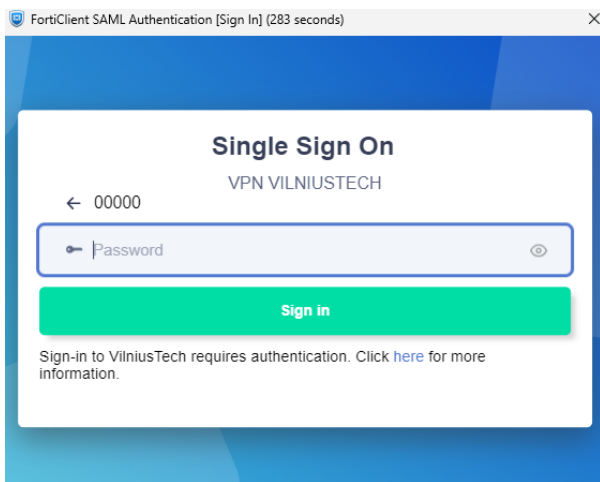 FortiClient SAML Authentication [Sign In] (283 seconds)
Single Sign On
VPN VILNIUSTECH
00000
Password
Sign in
Sign-in to VilniusTech requires authentication. Click here for more
information.